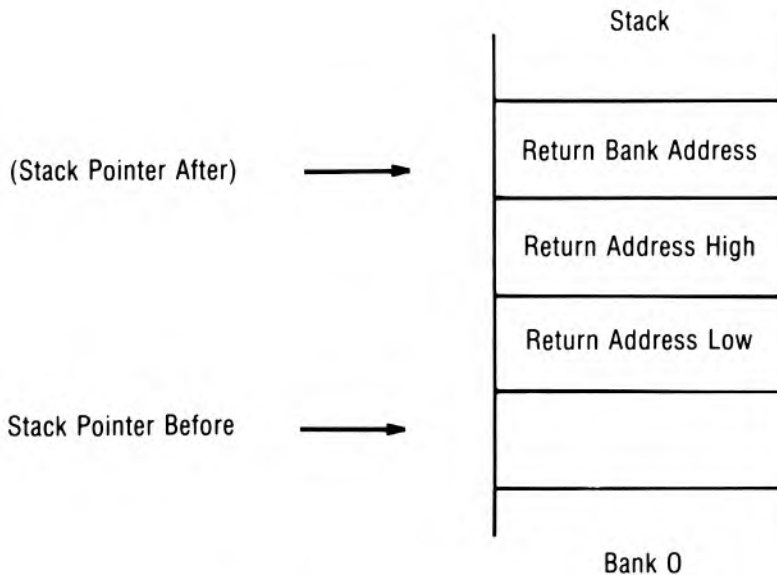 Stack
Return Bank Address
(Stack Pointer After)
Return Address High
Return Address Low
Stack Pointer Before
Bank 0